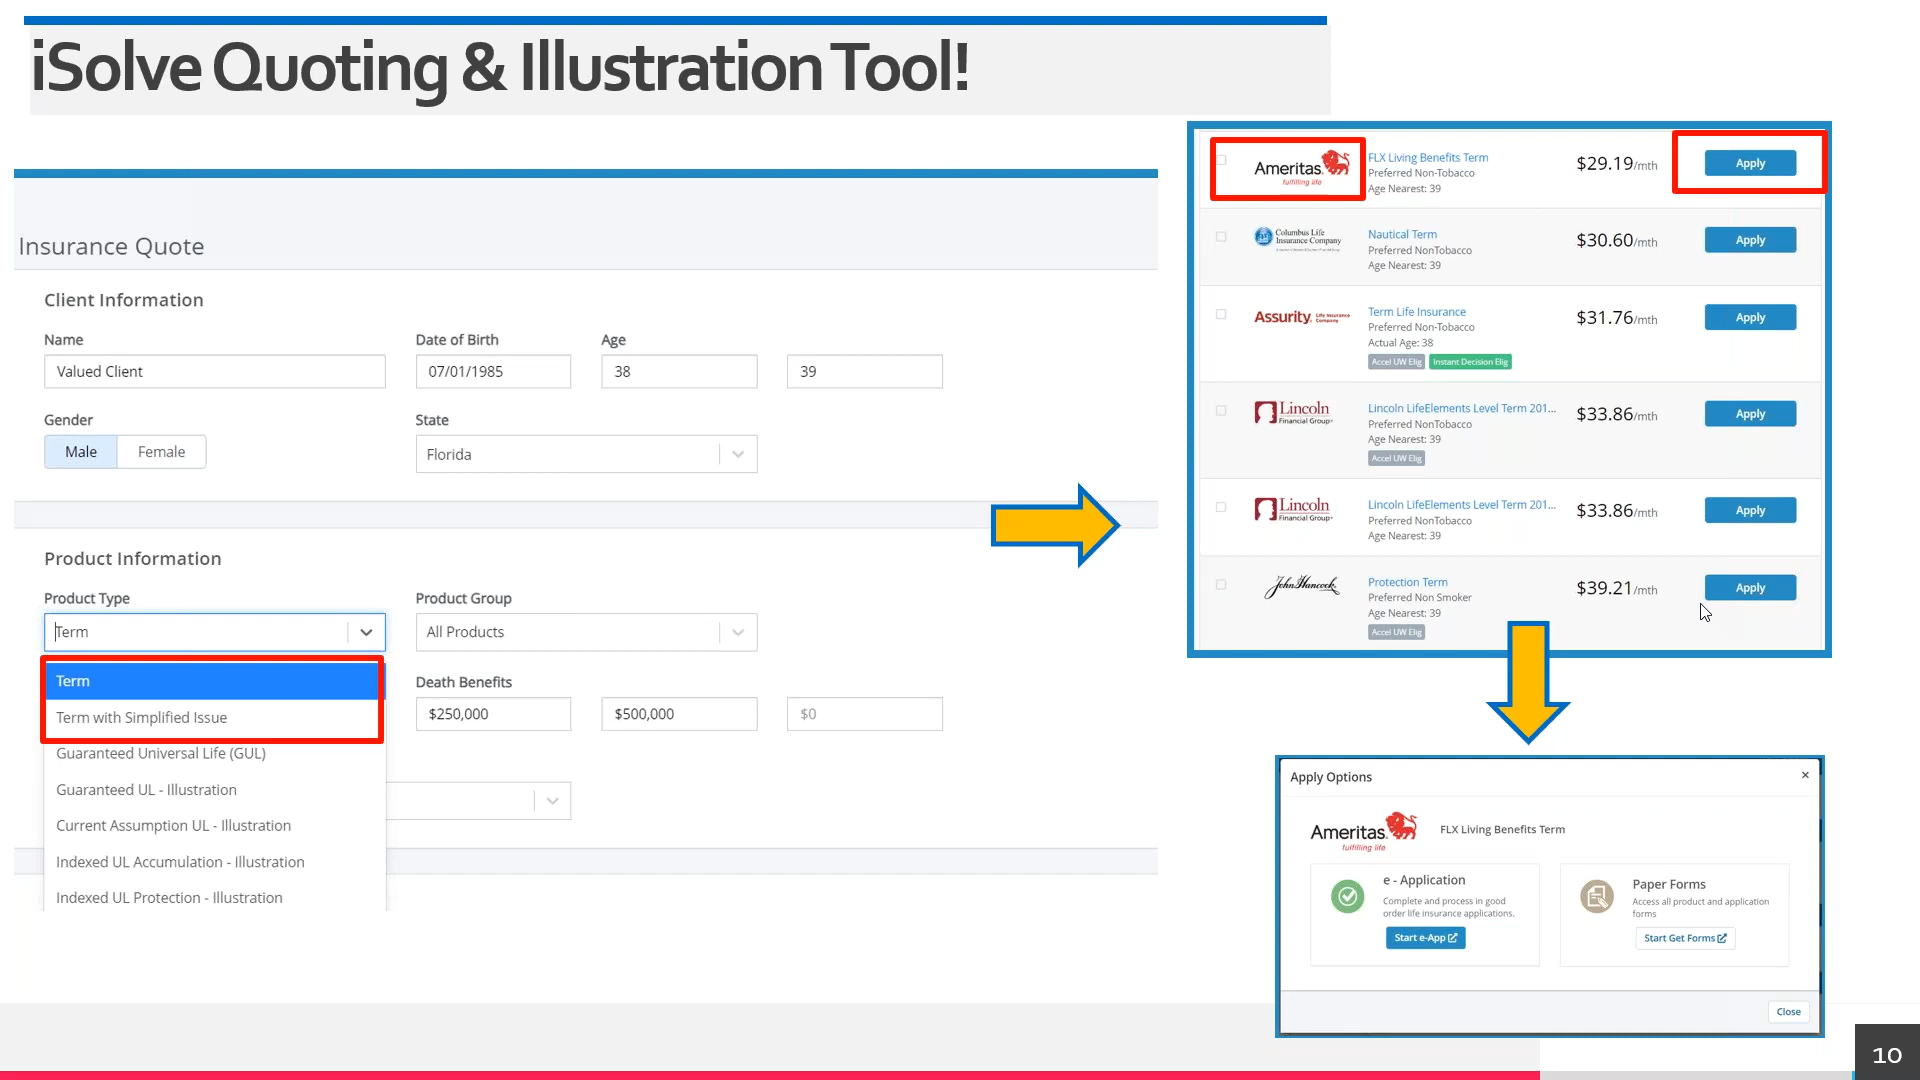 iSolve Quoting & Illustration Tool!
Insurance Quote
Client Information
Name
Date of Birth
Age
Valued Client
07/01/1985
38
39
Gender
State
Male
Female
Florida
Product Information
Product Type
Product Group
Term
All Products
Term
Term with Simplified Issue
Guaranteed Universal Life (GUL)
Guaranteed UL - Illustration
Current Assumption UL - Illustration
Indexed UL Accumulation - Illustration
Indexed UL Protection - Illustration
Death Benefits
$250,000
$500,000
$0
Ameritas
fulfilling life
FLX Living Benefits Term
Preferred Non-Tobacco
Age Nearest: 39
$29.19/mth
Apply
Columbus Life
Insurance Company
Nautical Term
Preferred NonTobacco
Age Nearest: 39
$30.60/mth
Apply
Assurity
Life Insurance
Company
Term Life Insurance
Preferred Non-Tobacco
Actual Age: 38
Accel UW Elig
Instant Decision Elig
$31.76/mth
Apply
Lincoln
Financial Group
Lincoln LifeElements Level Term 201...
Preferred NonTobacco
Age Nearest: 39
Accel UW Elig
$33.86/mth
Apply
Lincoln
Financial Group
Lincoln LifeElements Level Term 201...
Preferred NonTobacco
Age Nearest: 39
$33.86/mth
Apply
John Hancock
Protection Term
Preferred Non Smoker
Age Nearest: 39
Accel UW Elig
$39.21/mth
Apply
Apply Options
×
Ameritas
fulfilling life
FLX Living Benefits Term
e - Application
Complete and process in good
order life insurance applications.
Start e-App
Paper Forms
Access all product and application
forms
Start Get Forms
Close
10